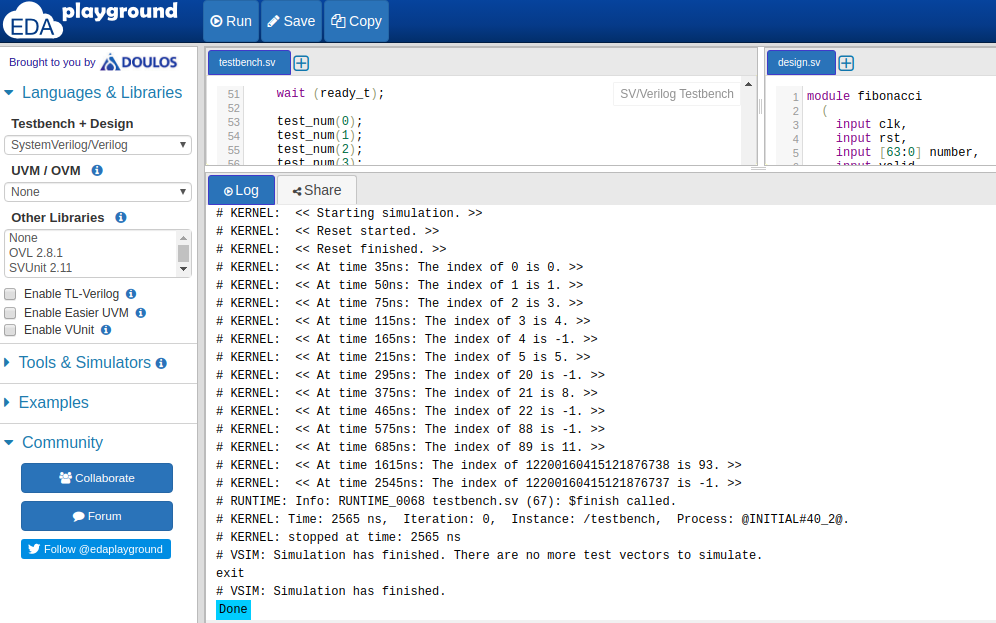 EDA playground
Run Save Copy
Brought to you by DOULOS
Languages & Libraries
Testbench + Design
SystemVerilog/Verilog
UVM / OVM
None
Other Libraries
None
OVL 2.8.1
SVUnit 2.11
Enable TL-Verilog
Enable Easier UVM
Enable VUnit
Tools & Simulators
Examples
Community
Collaborate
Forum
Follow @edaplayground
testbench.sv
SV/Verilog Testbench
51 wait (ready_t);
52
53 test_num(0);
54 test_num(1);
55 test_num(2);
56 test_num(3);
design.sv
1 module fibonacci
2 (
3 input clk,
4 input rst,
5 input [63:0] number,
input valid
Log Share
# KERNEL: << Starting simulation. >>
# KERNEL: << Reset started. >>
# KERNEL: << Reset finished. >>
# KERNEL: << At time 35ns: The index of 0 is 0. >>
# KERNEL: << At time 50ns: The index of 1 is 1. >>
# KERNEL: << At time 75ns: The index of 2 is 3. >>
# KERNEL: << At time 115ns: The index of 3 is 4. >>
# KERNEL: << At time 165ns: The index of 4 is -1. >>
# KERNEL: << At time 215ns: The index of 5 is 5. >>
# KERNEL: << At time 295ns: The index of 20 is -1. >>
# KERNEL: << At time 375ns: The index of 21 is 8. >>
# KERNEL: << At time 465ns: The index of 22 is -1. >>
# KERNEL: << At time 575ns: The index of 88 is -1. >>
# KERNEL: << At time 685ns: The index of 89 is 11. >>
# KERNEL: << At time 1615ns: The index of 12200160415121876738 is 93. >>
# KERNEL: << At time 2545ns: The index of 12200160415121876737 is -1. >>
# RUNTIME: Info: RUNTIME_0068 testbench.sv (67): $finish called.
# KERNEL: Time: 2565 ns, Iteration: 0, Instance: /testbench, Process: @INITIAL#40_2@.
# KERNEL: stopped at time: 2565 ns
# VSIM: Simulation has finished. There are no more test vectors to simulate.
exit
# VSIM: Simulation has finished.
Done